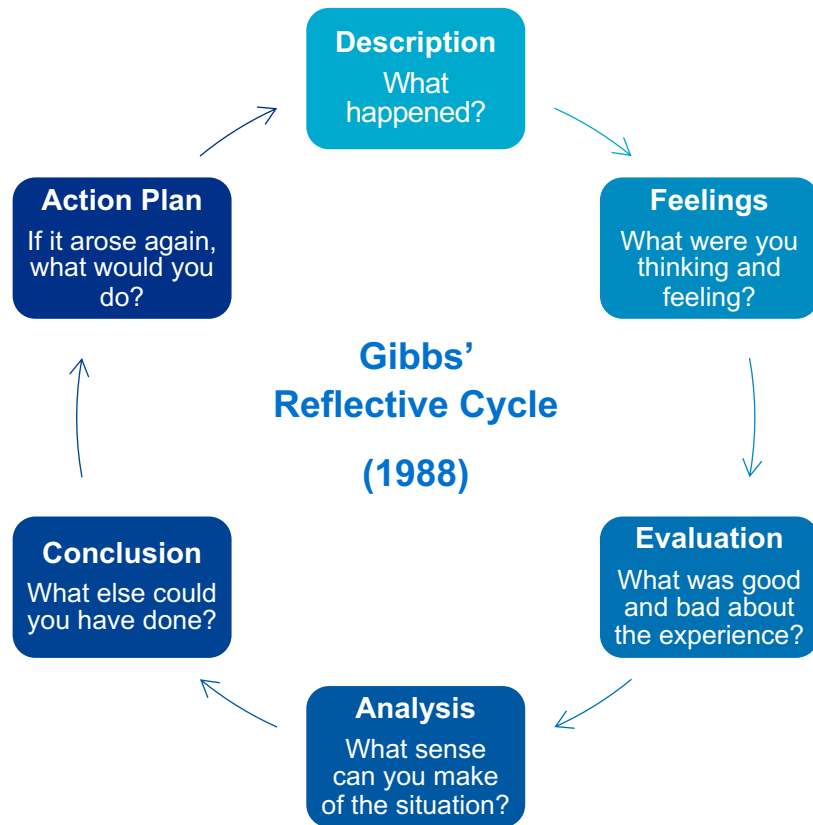 Description
What
happened?
Feelings
What were you
thinking and
feeling?
Evaluation
What was good
and bad about
the experience?
Analysis
What sense
can you make
of the situation?
Conclusion
What else could
you have done?
Action Plan
If it arose again,
what would you
do?
Gibbs’
Reflective Cycle
(1988)